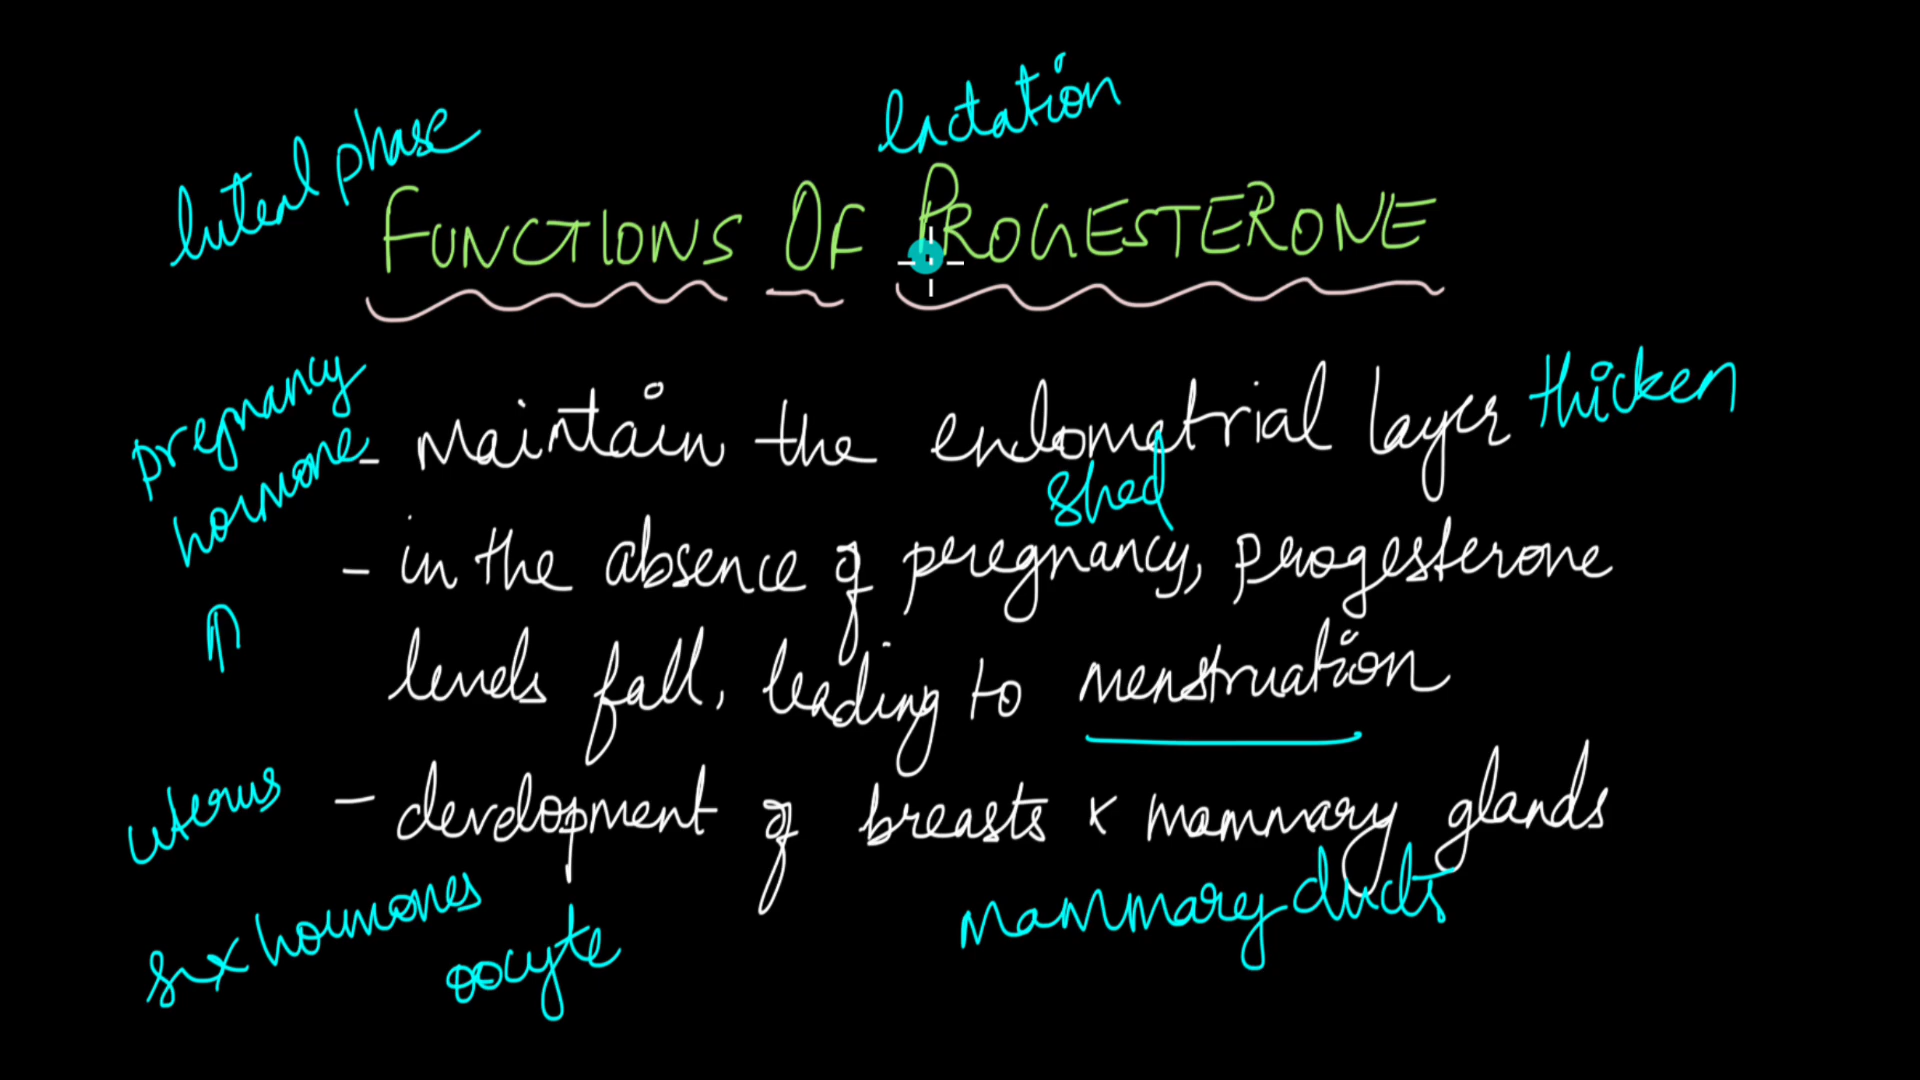 lactation
luteal phase
FUNCTIONS OF PROGESTERONE
pregnancy
hormone
- maintain the endometrial layer thicken
shed
- in the absence of pregnancy, progesterone
levels fall, leading to menstruation
uterus
- development of breasts & mammary glands
mammary ducts
sex hormones
oocyte